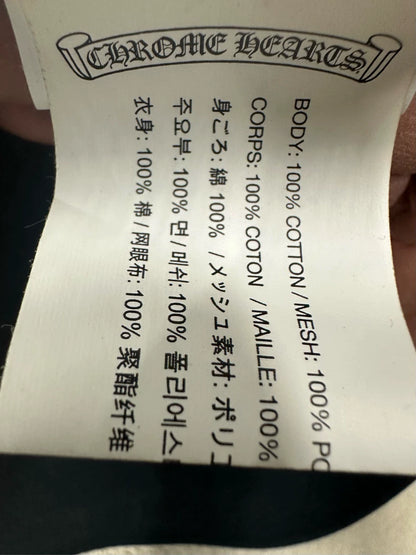 CHROME HEARTS
BODY: 100% COTTON / MESH: 100% PO
CORPS: 100% COTON / MAILLE: 100%
身ごろ: 綿 100% / メッシュ素材: ポリエ
주요부: 100% 면 / 메쉬: 100% 폴리에스
衣身: 100% 棉 / 网眼布: 100% 聚酯纤维